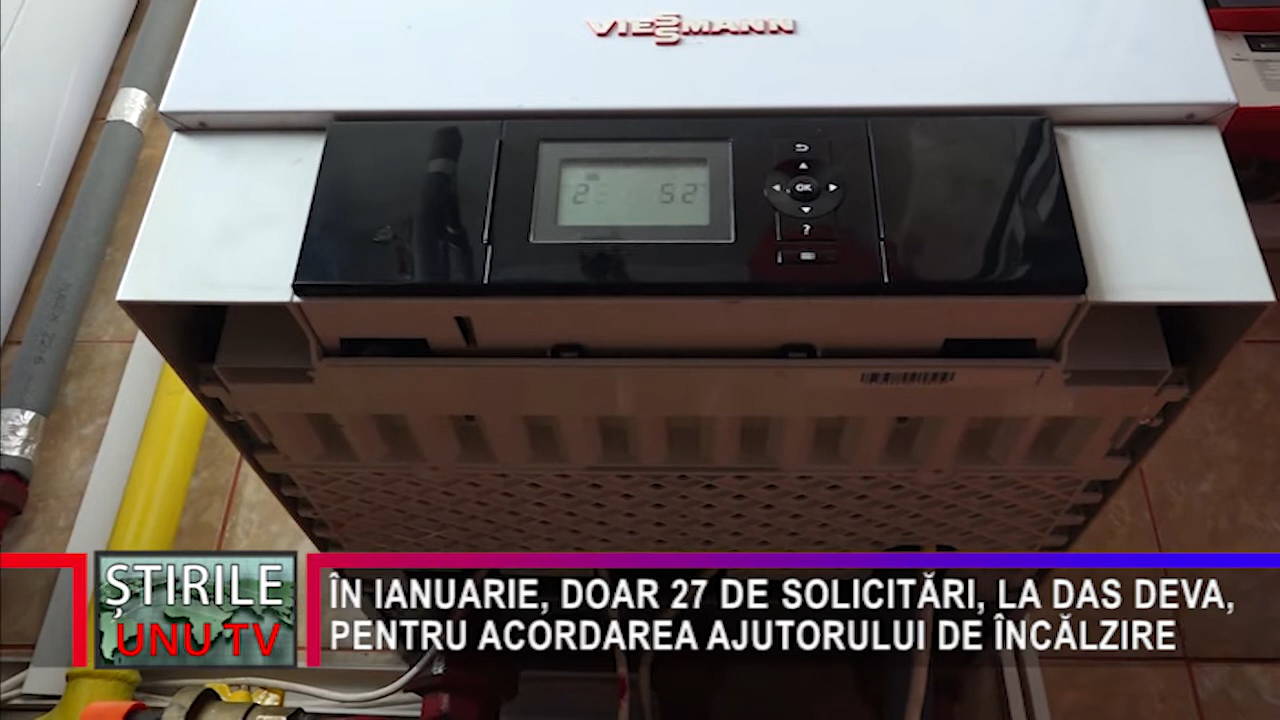 VIESSMANN
2 52
OK
?
ȘTIRILE
UNU TV
ÎN IANUARIE, DOAR 27 DE SOLICITĂRI, LA DAS DEVA,
PENTRU ACORDAREA AJUTORULUI DE ÎNCĂLZIRE